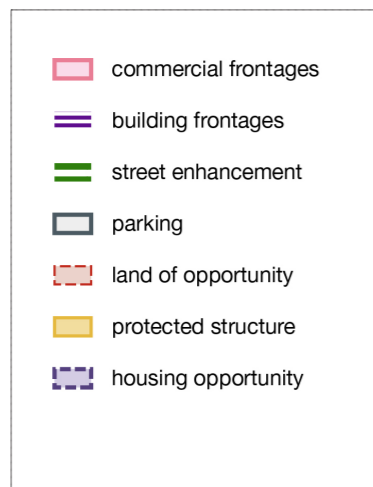 commercial frontages
building frontages
street enhancement
parking
land of opportunity
protected structure
housing opportunity